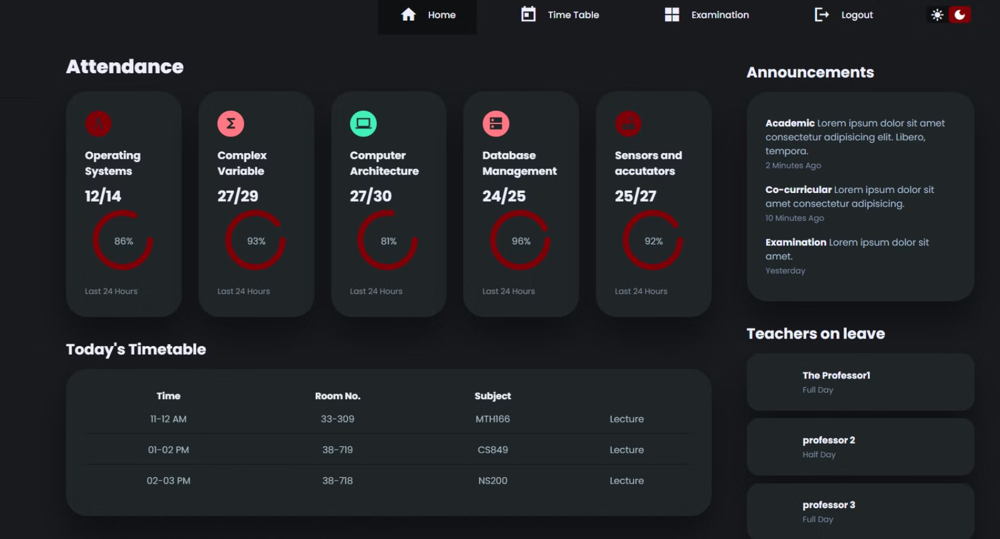 Home
Time Table
Examination
Logout
Attendance
Operating
Systems
12/14
86%
Last 24 Hours
Complex
Variable
27/29
93%
Last 24 Hours
Computer
Architecture
27/30
81%
Last 24 Hours
Database
Management
24/25
96%
Last 24 Hours
Sensors and
accutators
25/27
92%
Last 24 Hours
Today's Timetable
Time Room No. Subject
11-12 AM 33-309 MTH166 Lecture
01-02 PM 38-719 CS849 Lecture
02-03 PM 38-718 NS200 Lecture
Announcements
Academic Lorem ipsum dolor sit amet
consectetur adipisicing elit. Libero,
tempora.
2 Minutes Ago
Co-curricular Lorem ipsum dolor sit
amet consectetur adipisicing.
10 Minutes Ago
Examination Lorem ipsum dolor sit
amet.
Yesterday
Teachers on leave
The Professor1
Full Day
professor 2
Half Day
professor 3
Full Day